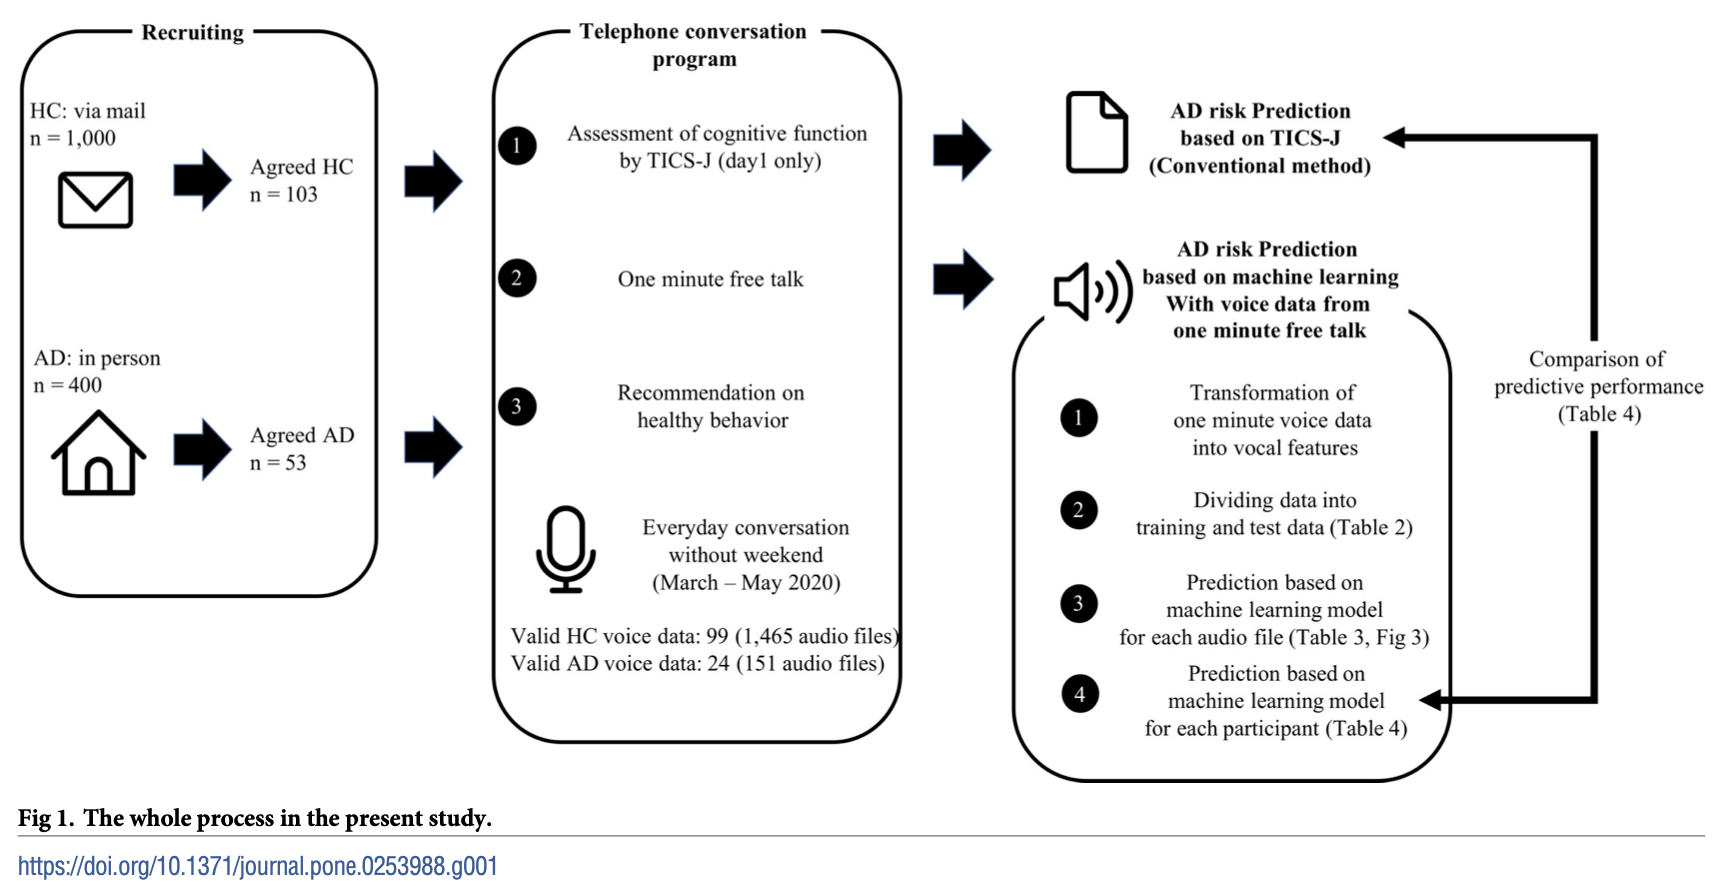 Recruiting
HC: via mail
n = 1,000
Agreed HC
n = 103
AD: in person
n = 400
Agreed AD
n = 53
Telephone conversation
program
1
Assessment of cognitive function
by TICS-J (day1 only)
2
One minute free talk
3
Recommendation on
healthy behavior
Everyday conversation
without weekend
(March – May 2020)
Valid HC voice data: 99 (1,465 audio files)
Valid AD voice data: 24 (151 audio files)
AD risk Prediction
based on TICS-J
(Conventional method)
AD risk Prediction
based on machine learning
With voice data from
one minute free talk
1
Transformation of
one minute voice data
into vocal features
2
Dividing data into
training and test data (Table 2)
3
Prediction based on
machine learning model
for each audio file (Table 3, Fig 3)
4
Prediction based on
machine learning model
for each participant (Table 4)
Comparison of
predictive performance
(Table 4)
Fig 1. The whole process in the present study.
https://doi.org/10.1371/journal.pone.0253988.g001